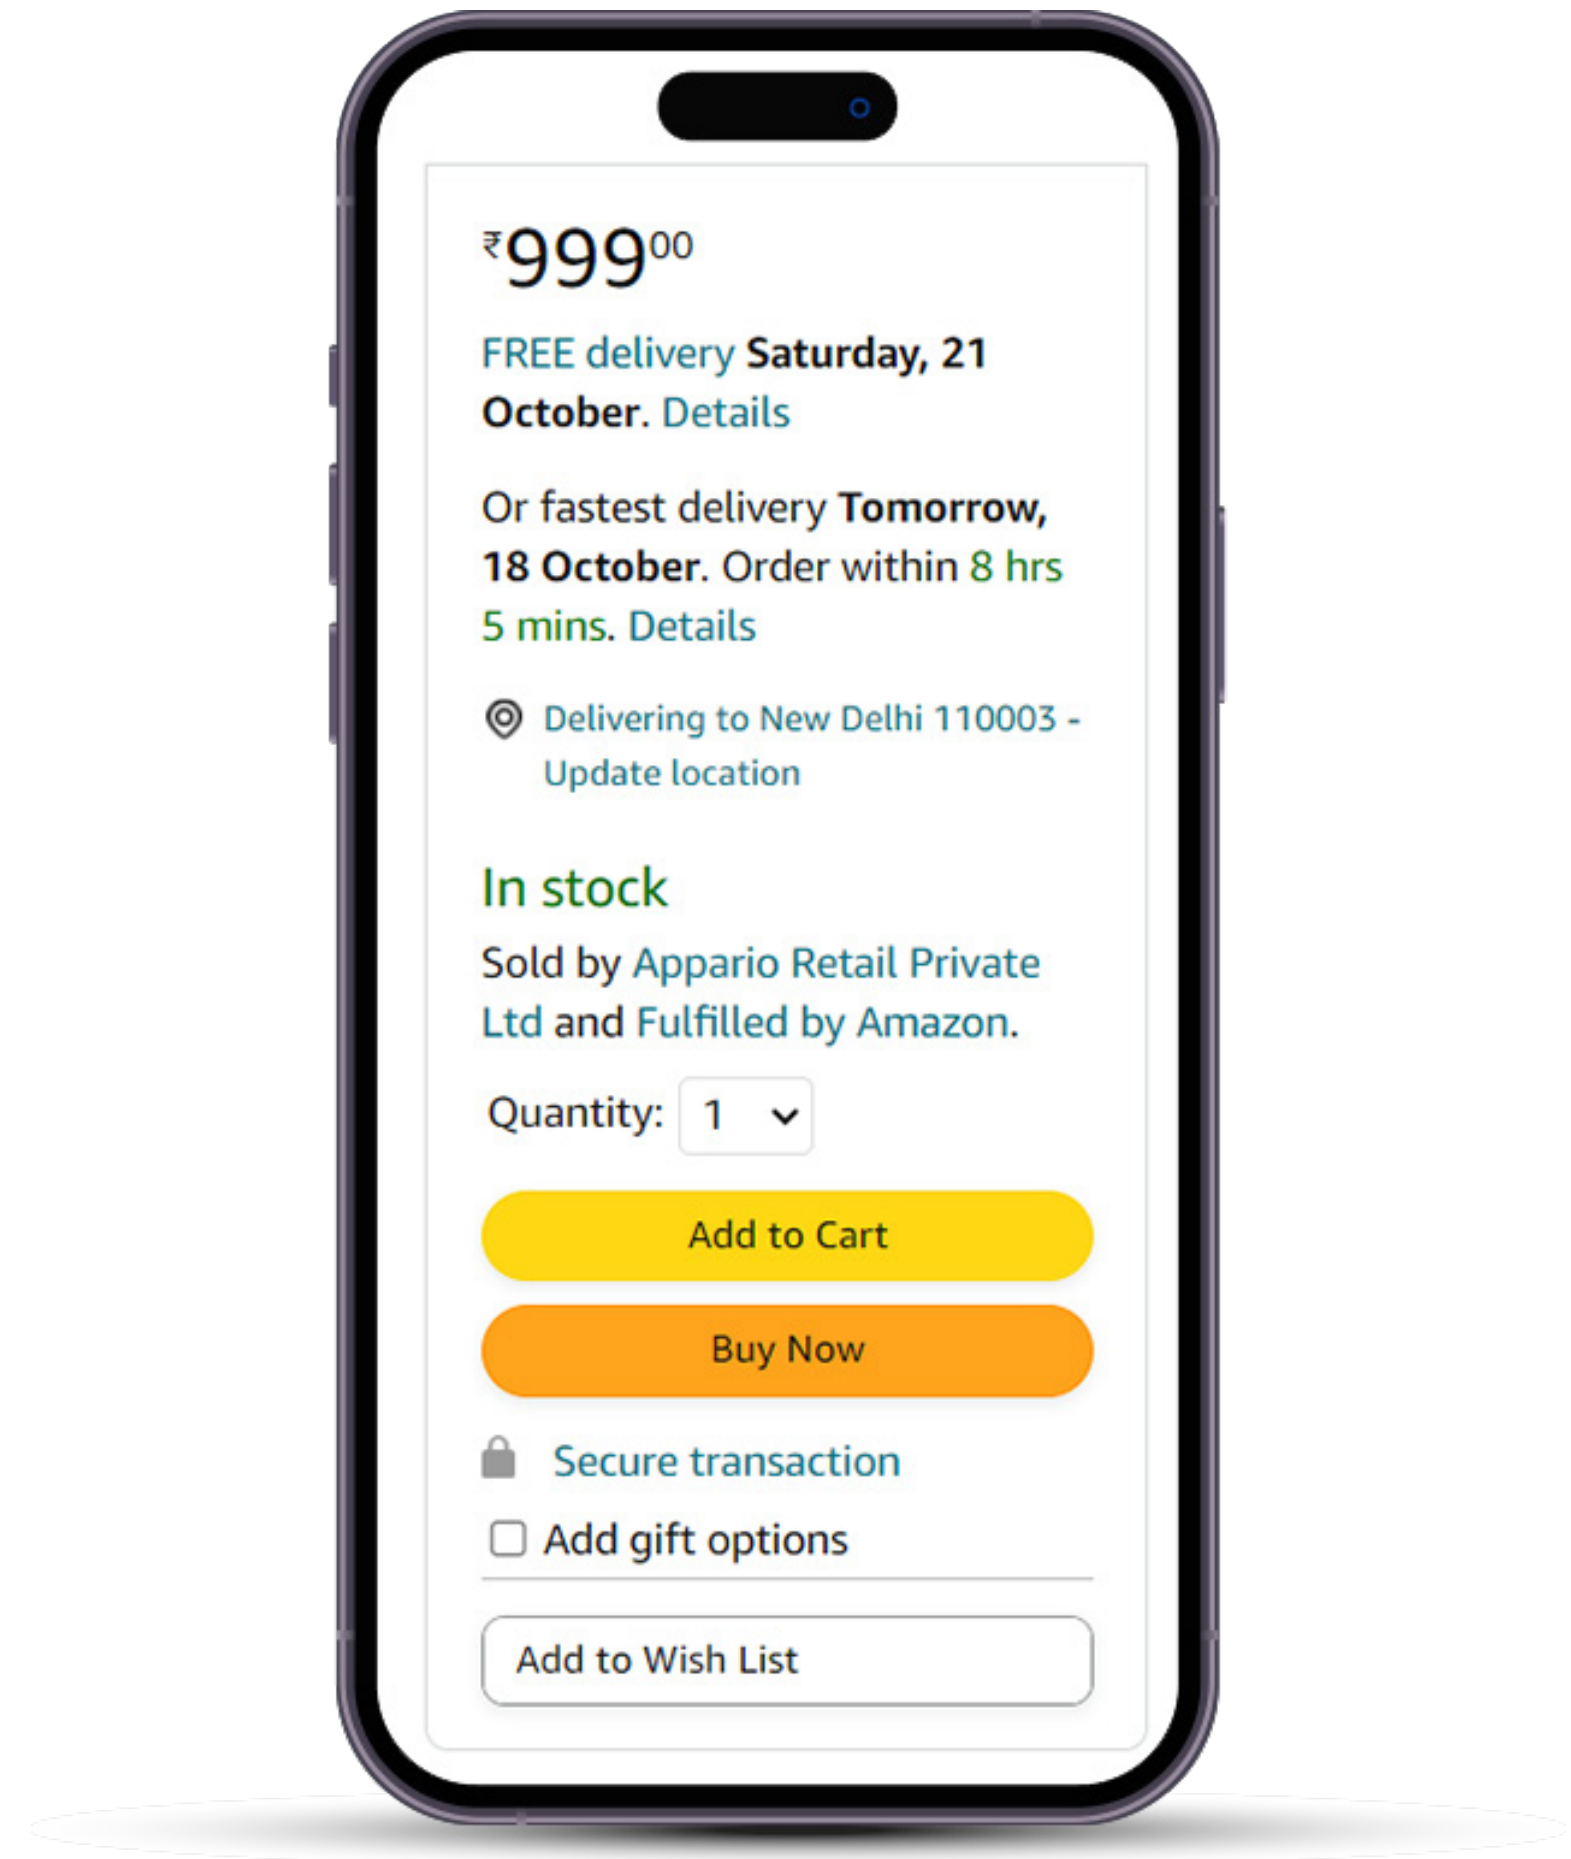 ₹99900
FREE delivery Saturday, 21
October. Details
Or fastest delivery Tomorrow,
18 October. Order within 8 hrs
5 mins. Details
Delivering to New Delhi 110003 -
Update location
In stock
Sold by Appario Retail Private
Ltd and Fulfilled by Amazon.
Quantity: 1
Add to Cart
Buy Now
Secure transaction
Add gift options
Add to Wish List